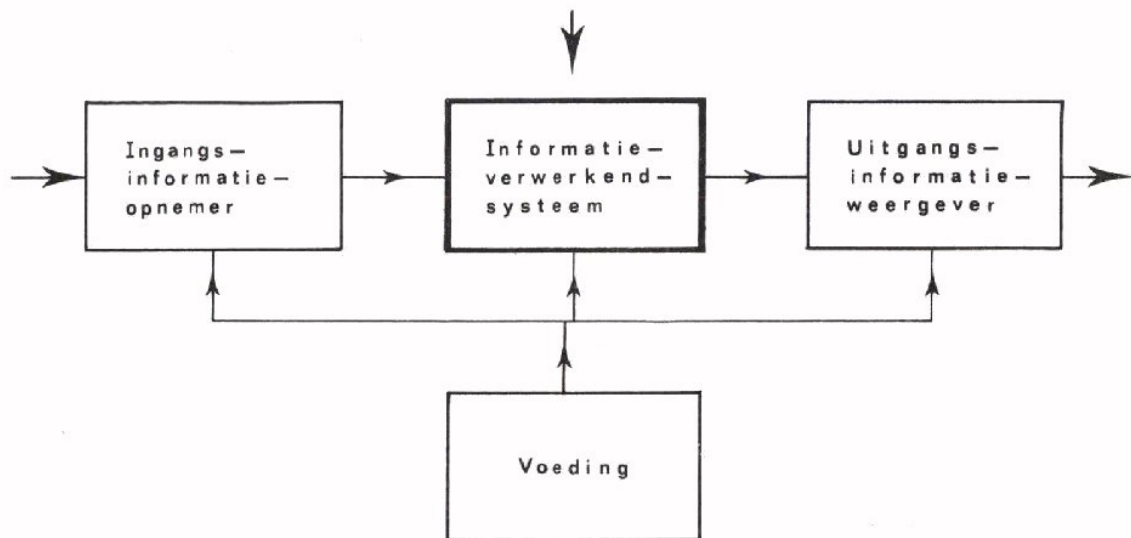 Ingangs—
informatie—
opnemer
Informatie—
verwerkend—
systeem
Uitgangs—
informatie—
weergever
Voeding